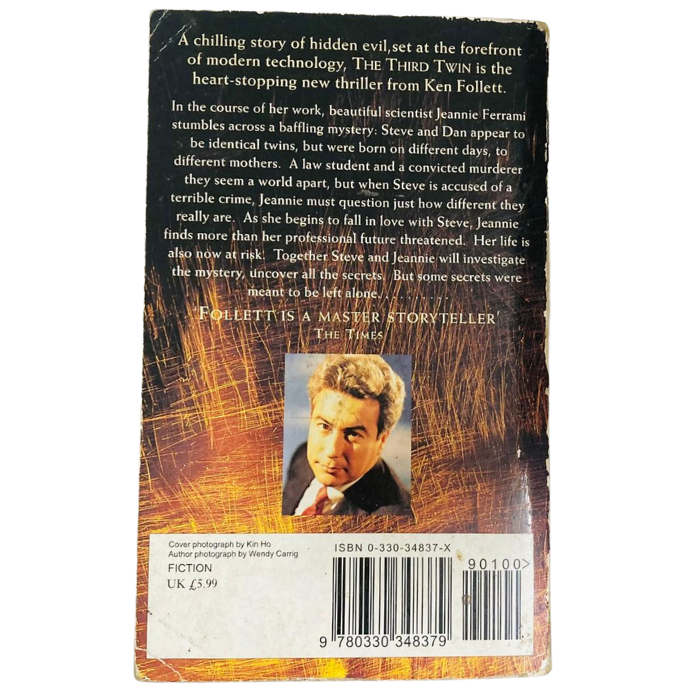 A chilling story of hidden evil,set at the forefront
of modern technology, THE THIRD TWIN is the
heart-stopping new thriller from Ken Follett.
In the course of her work, beautiful scientist Jeannie Ferrami
stumbles across a baffling mystery: Steve and Dan appear to
be identical twins, but were born on different days, to
different mothers. A law student and a convicted murderer
they seem a world apart, but when Steve is accused of a
terrible crime, Jeannie must question just how different they
really are. As she begins to fall in love with Steve, Jeannie
finds more than her professional future threatened. Her life is
also now at risk. Together Steve and Jeannie will investigate
the mystery, uncover all the secrets. But some secrets were
meant to be left alone. . . . . . . . . .
'FOLLETT IS A MASTER STORYTELLER'
THE TIMES
Cover photograph by Kin Ho
Author photograph by Wendy Carrig
FICTION
UK £5.99
ISBN 0-330-34837-X
90100>
9 780330 348379